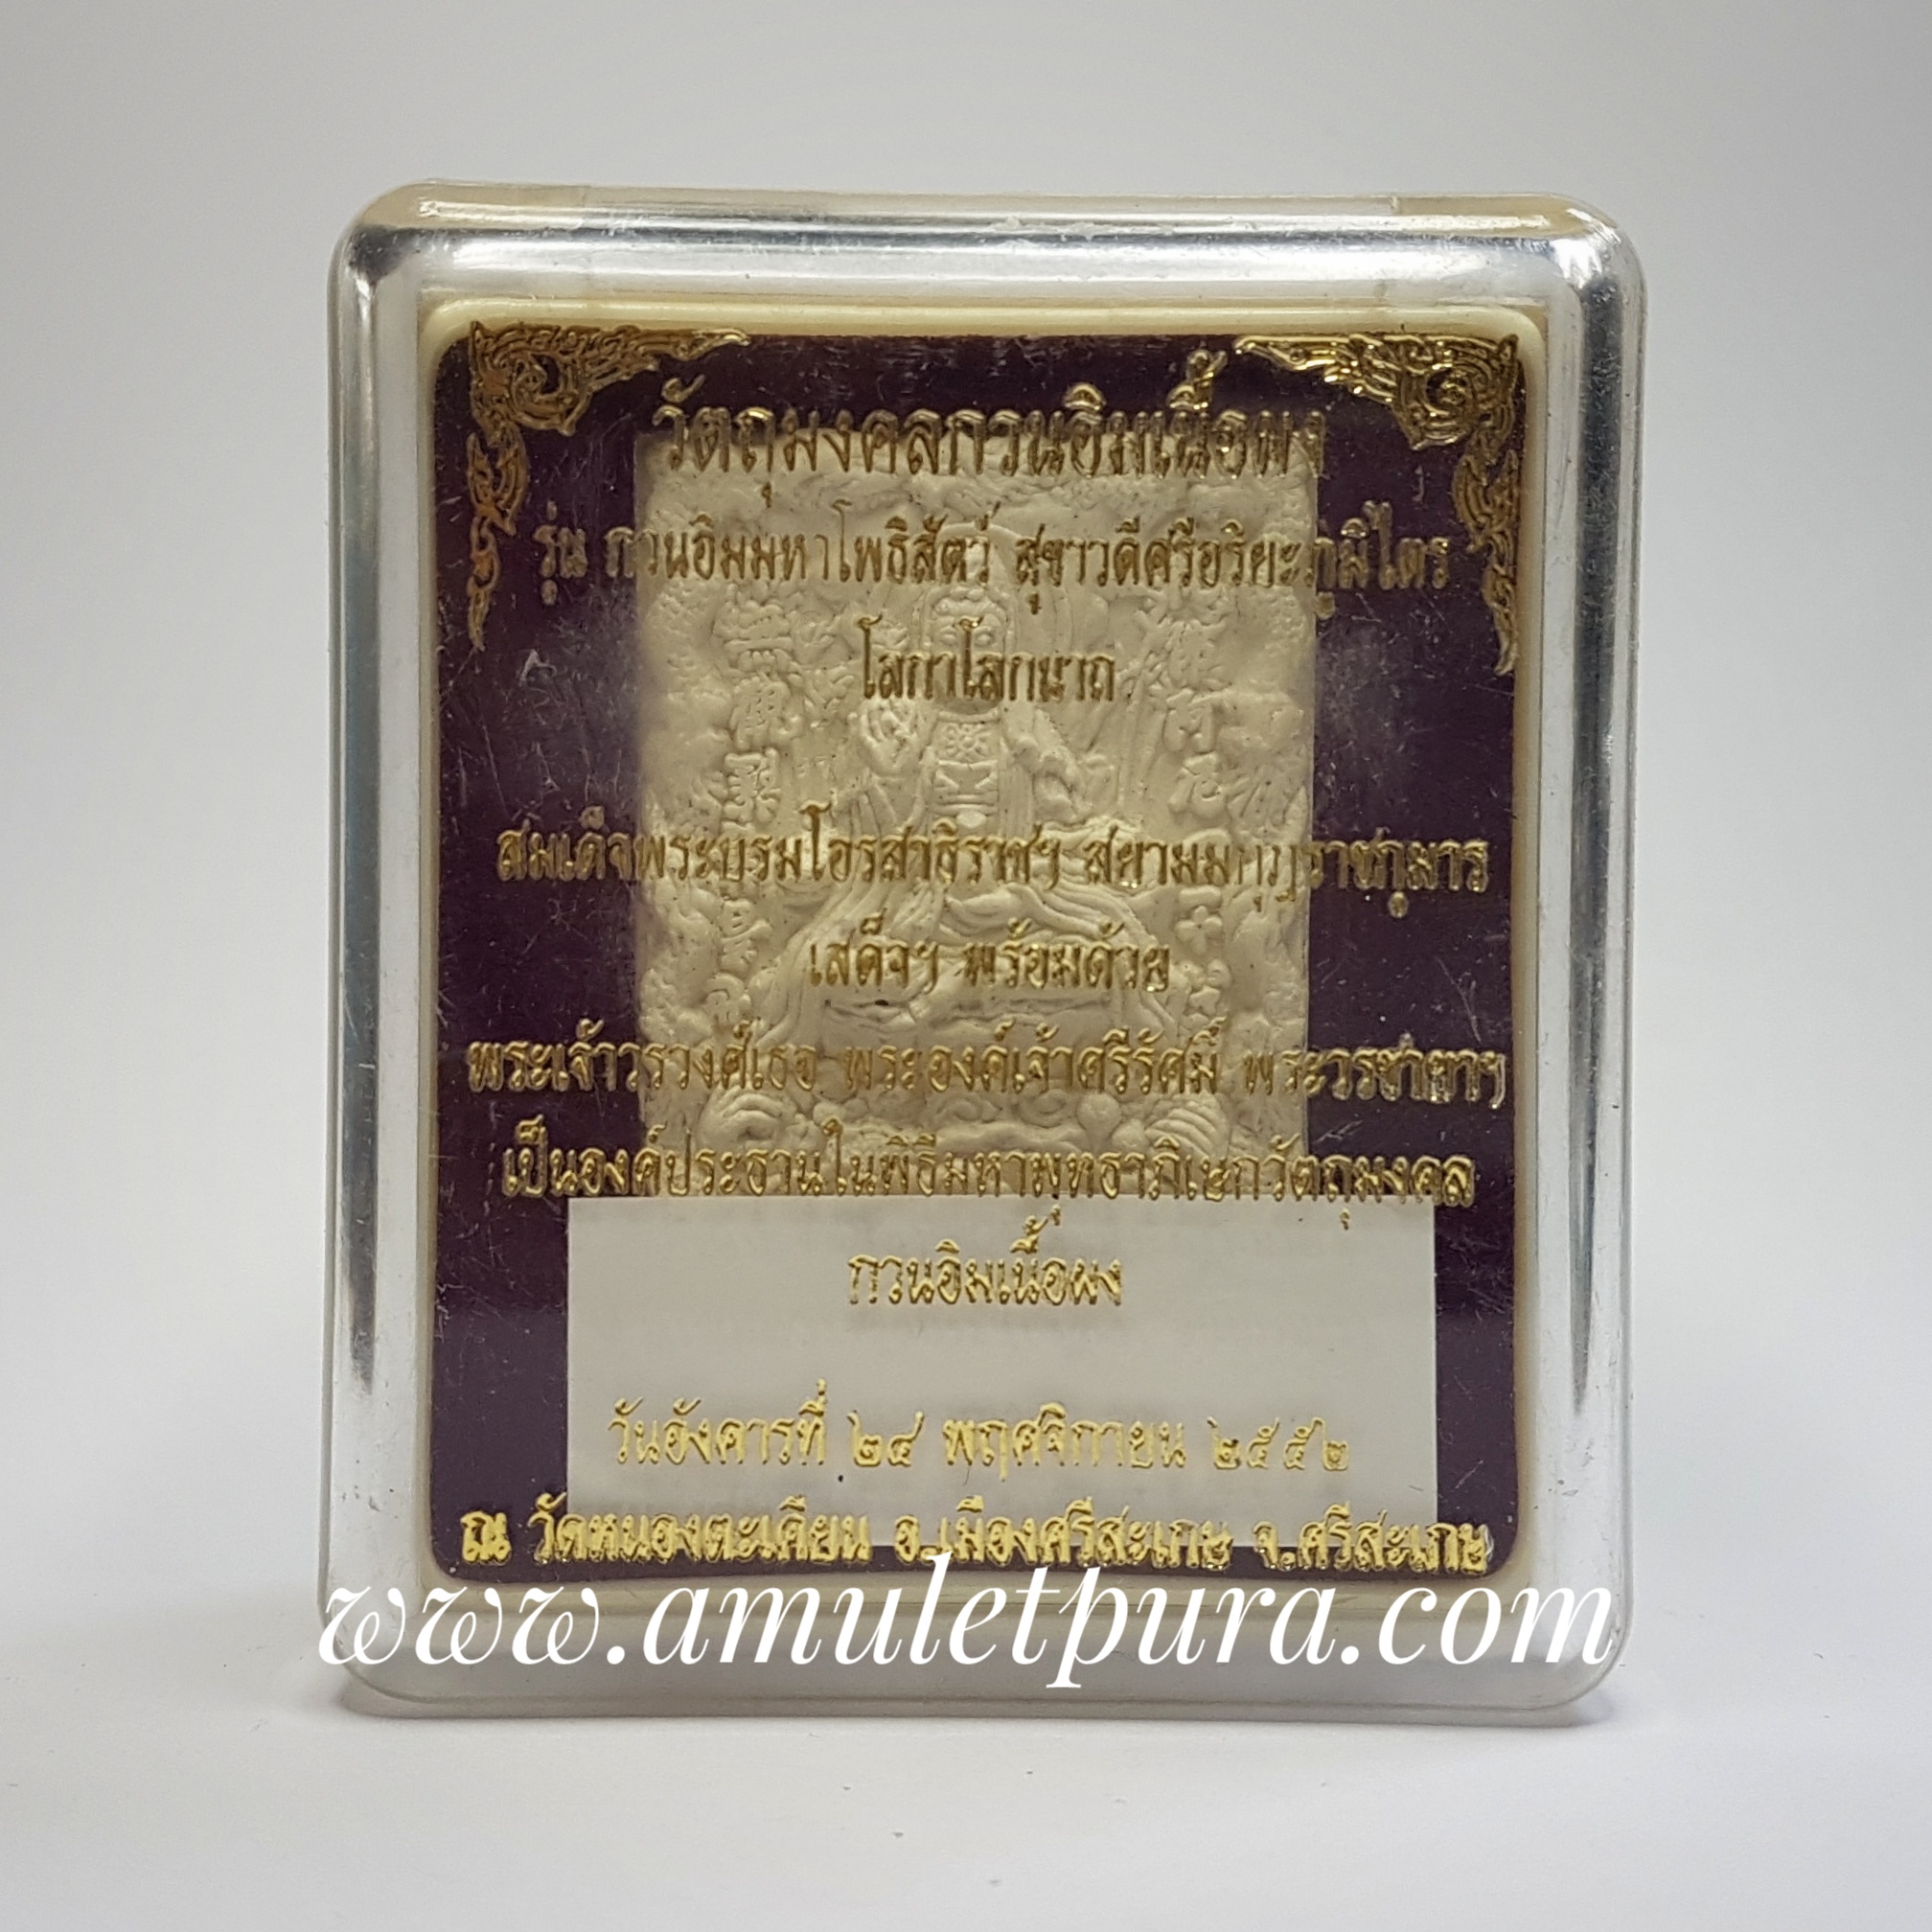 วัตถุมงคลกวนอิมเนื้อผง
รุ่น กวนอิมมหาโพธิสัตว์ สุขาวดีศรีอริยะภูมิไตร
โลกาโลกนาถ
สมเด็จพระบรมโอรสาธิราชฯ สยามมกุฎราชกุมาร
เสด็จฯ พร้อมด้วย
พระเจ้าวรวงศ์เธอ พระองค์เจ้าศรีรัศมิ์ พระวรชายาฯ
เป็นองค์ประธานในพิธีมหาพุทธาภิเษกวัตถุมงคล
กวนอิมเนื้อผง
วันอังคารที่ ๒๔ พฤศจิกายน ๒๕๕๒
ณ วัดหนองตะเคียน อ.เมืองศรีสะเกษ จ.ศรีสะเกษ
www.amuletpura.com